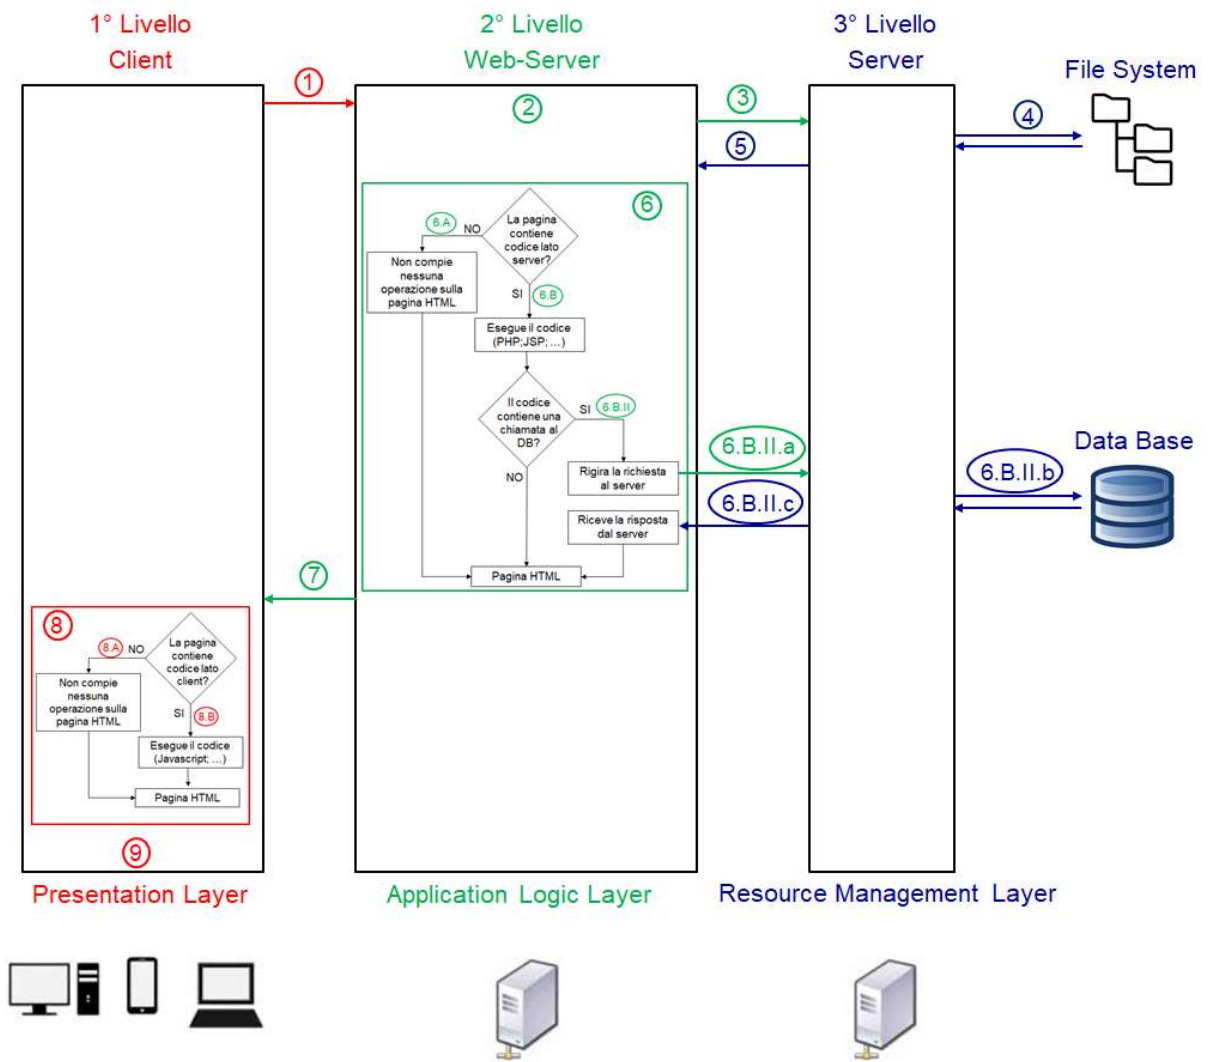 1° Livello
Client
2° Livello
Web-Server
3° Livello
Server
File System
1
2
3
4
5
6
6.A
NO
La pagina
contiene
codice lato
server?
Non compie
nessuna
operazione sulla
pagina HTML
SI
6.B
Esegue il codice
(PHP;JSP; ...)
Il codice
contiene una
chiamata al
DB?
SI
6.B.II
NO
Rigira la richiesta
al server
6.B.II.a
Data Base
6.B.II.b
6.B.II.c
Riceve la risposta
dal server
Pagina HTML
7
8
8.A
NO
La pagina
contiene
codice lato
client?
Non compie
nessuna
operazione sulla
pagina HTML
SI
8.B
Esegue il codice
(Javascript; ...)
Pagina HTML
9
Presentation Layer
Application Logic Layer
Resource Management Layer